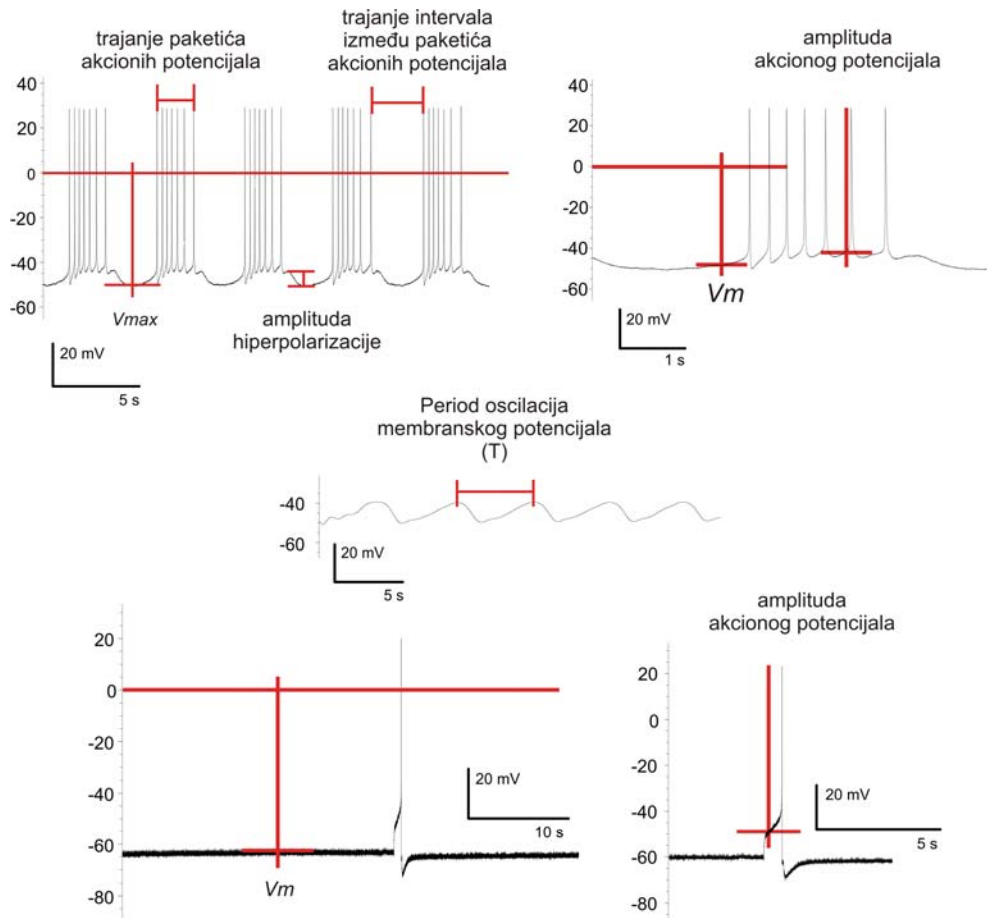 trajanje paketića
akcionih potencijala
trajanje intervala
između paketića
akcionih potencijala
40
20
0
-20
-40
-60
Vmax
amplituda
hiperpolarizacije
20 mV
5 s
amplituda
akcionog potencijala
40
20
0
-20
-40
-60
Vm
20 mV
1 s
Period oscilacija
membranskog potencijala
(T)
-40
-60
20 mV
5 s
20
0
-20
-40
-60
-80
Vm
20 mV
10 s
amplituda
akcionog potencijala
20
0
-20
-40
-60
-80
20 mV
5 s